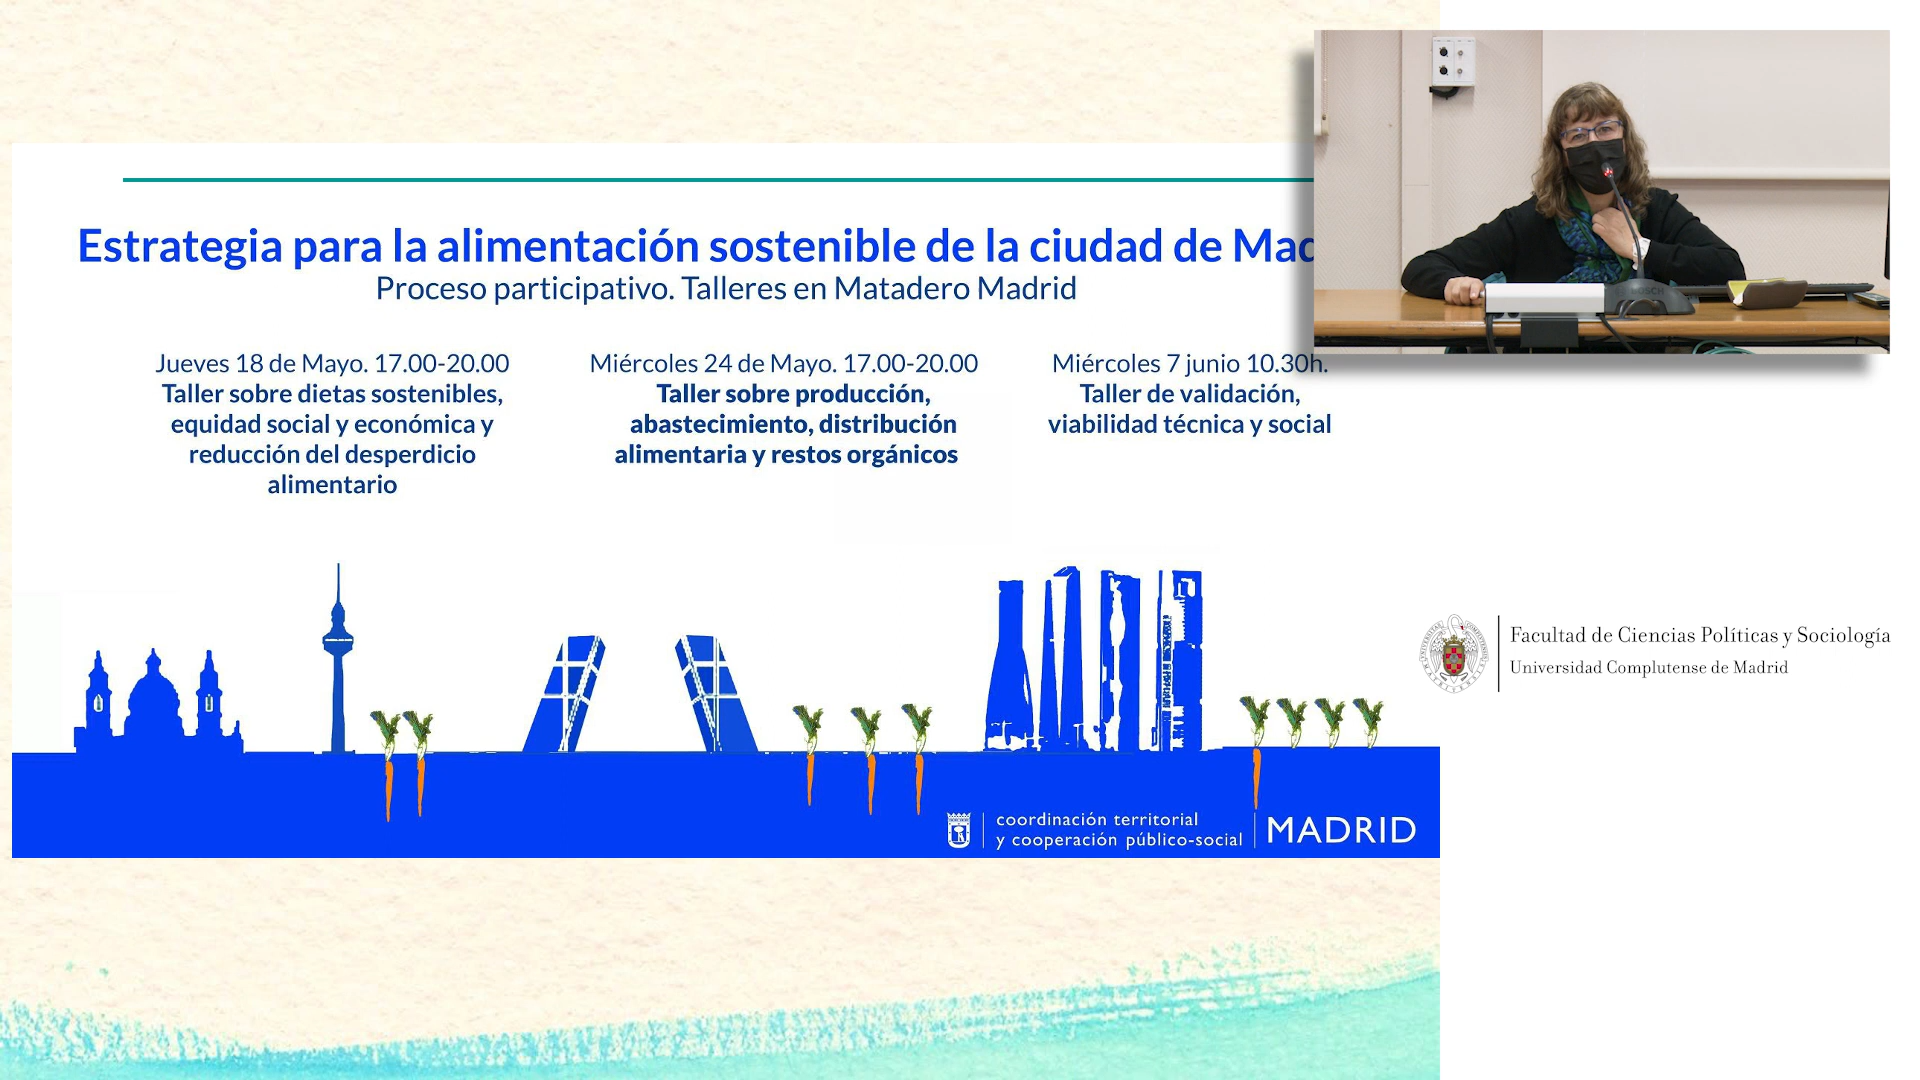 Estrategia para la alimentación sostenible de la ciudad de Mad
Proceso participativo. Talleres en Matadero Madrid
Jueves 18 de Mayo. 17.00-20.00
Taller sobre dietas sostenibles,
equidad social y económica y
reducción del desperdicio
alimentario
Miércoles 24 de Mayo. 17.00-20.00
Taller sobre producción,
abastecimiento, distribución
alimentaria y restos orgánicos
Miércoles 7 junio 10.30h.
Taller de validación,
viabilidad técnica y social
coordinación territorial
y cooperación público-social
MADRID
BOSCH
Facultad de Ciencias Políticas y Sociología
Universidad Complutense de Madrid